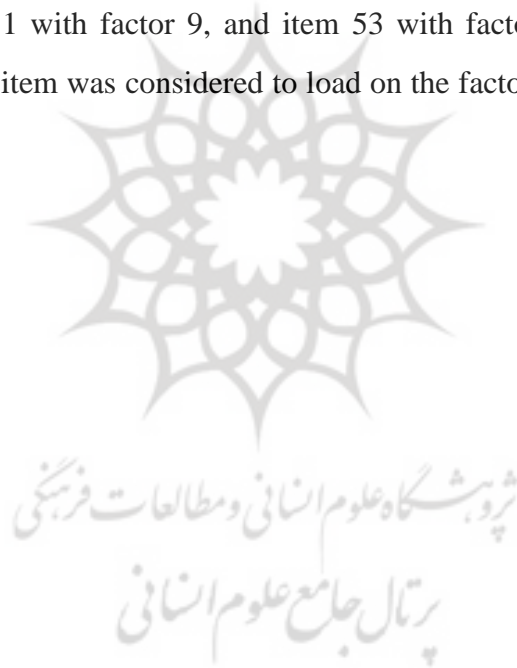 1 with factor 9, and item 53 with facto
item was considered to load on the facto
پژوهشگاه علوم انسانی و مطالعات فرهنگی
پرتال جامع علوم انسانی